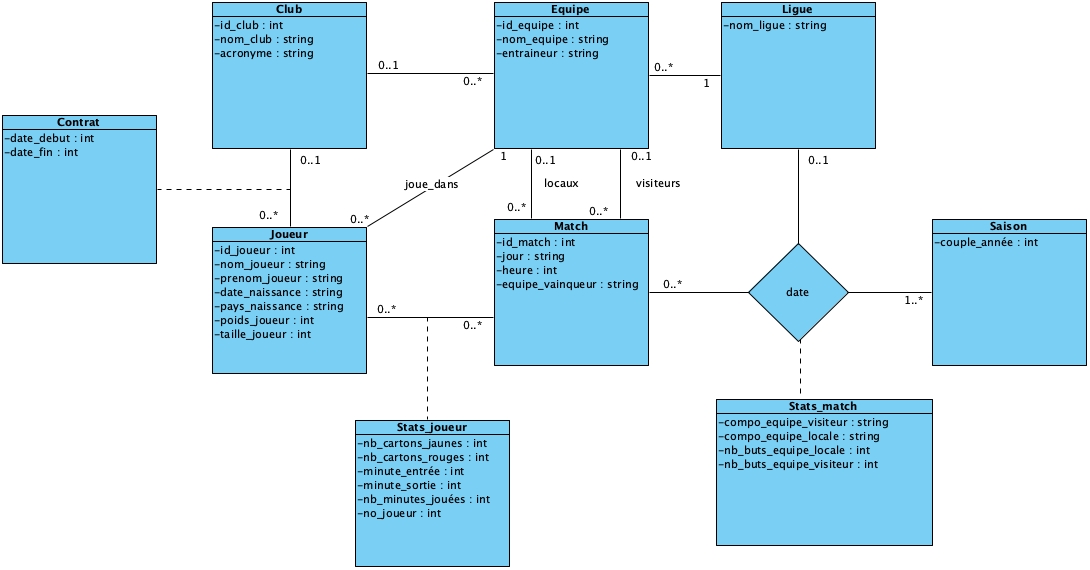 Club
-id_club : int
-nom_club : string
-acronyme : string
Equipe
-id_equipe : int
-nom_equipe : string
-entraineur : string
Ligue
-nom_ligue : string
0..1
0..*
0..*
1
Contrat
-date_debut : int
-date_fin : int
0..1
0..*
1
joue_dans
0..*
0..1
locaux
0..*
0..1
visiteurs
0..*
0..1
Joueur
-id_joueur : int
-nom_joueur : string
-prenom_joueur : string
-date_naissance : string
-pays_naissance : string
-poids_joueur : int
-taille_joueur : int
Match
-id_match : int
-jour : string
-heure : int
-equipe_vainqueur : string
Saison
-couple_année : int
0..*
0..*
0..*
date
1..*
Stats_joueur
-nb_cartons_jaunes : int
-nb_cartons_rouges : int
-minute_entrée : int
-minute_sortie : int
-nb_minutes_jouées : int
-no_joueur : int
Stats_match
-compo_equipe_visiteur : string
-compo_equipe_locale : string
-nb_buts_equipe_locale : int
-nb_buts_equipe_visiteur : int